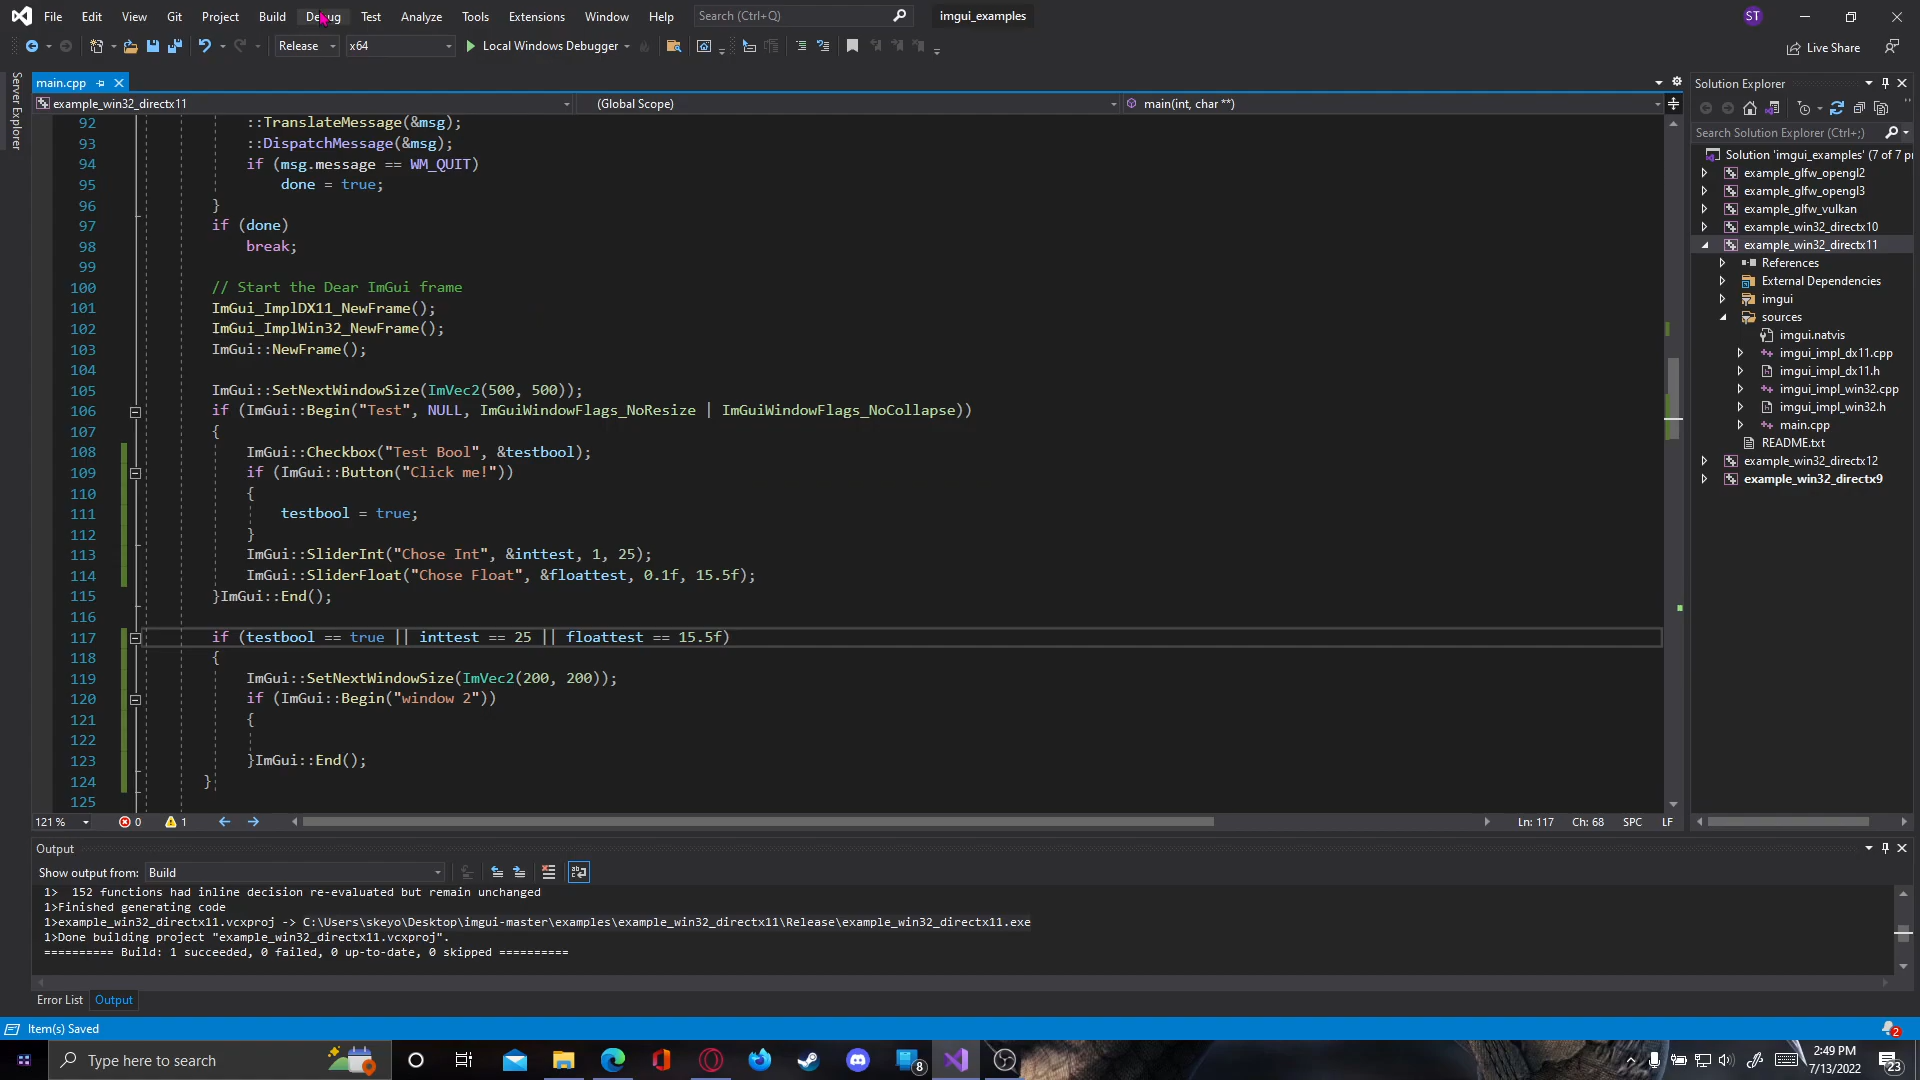 File Edit View Git Project Build Debug Test Analyze Tools Extensions Window Help Search (Ctrl+Q) imgui_examples ST
Release x64 Local Windows Debugger Live Share
Server Explorer
main.cpp
example_win32_directx11 (Global Scope) main(int, char **)
92 ::TranslateMessage(&msg);
93 ::DispatchMessage(&msg);
94 if (msg.message == WM_QUIT)
95 done = true;
96 }
97 if (done)
98 break;
99
100 // Start the Dear ImGui frame
101 ImGui_ImplDX11_NewFrame();
102 ImGui_ImplWin32_NewFrame();
103 ImGui::NewFrame();
104
105 ImGui::SetNextWindowSize(ImVec2(500, 500));
106 if (ImGui::Begin("Test", NULL, ImGuiWindowFlags_NoResize | ImGuiWindowFlags_NoCollapse))
107 {
108 ImGui::Checkbox("Test Bool", &testbool);
109 if (ImGui::Button("Click me!"))
110 {
111 testbool = true;
112 }
113 ImGui::SliderInt("Chose Int", &inttest, 1, 25);
114 ImGui::SliderFloat("Chose Float", &floattest, 0.1f, 15.5f);
115 }ImGui::End();
116
117 if (testbool == true || inttest == 25 || floattest == 15.5f)
118 {
119 ImGui::SetNextWindowSize(ImVec2(200, 200));
120 if (ImGui::Begin("window 2"))
121 {
122
123 }ImGui::End();
124 }
125
121 % 0 1 Ln: 117 Ch: 68 SPC LF
Solution Explorer
Search Solution Explorer (Ctrl+;)
Solution 'imgui_examples' (7 of 7 pr
example_glfw_opengl2
example_glfw_opengl3
example_glfw_vulkan
example_win32_directx10
example_win32_directx11
References
External Dependencies
imgui
sources
imgui.natvis
imgui_impl_dx11.cpp
imgui_impl_dx11.h
imgui_impl_win32.cpp
imgui_impl_win32.h
main.cpp
README.txt
example_win32_directx12
example_win32_directx9
Output
Show output from: Build
1> 152 functions had inline decision re-evaluated but remain unchanged
1>Finished generating code
1>example_win32_directx11.vcxproj -> C:\Users\skeyo\Desktop\imgui-master\examples\example_win32_directx11\Release\example_win32_directx11.exe
1>Done building project "example_win32_directx11.vcxproj".
========== Build: 1 succeeded, 0 failed, 0 up-to-date, 0 skipped ==========
Error List Output
Item(s) Saved 2
Type here to search 8 2:49 PM
7/13/2022 23